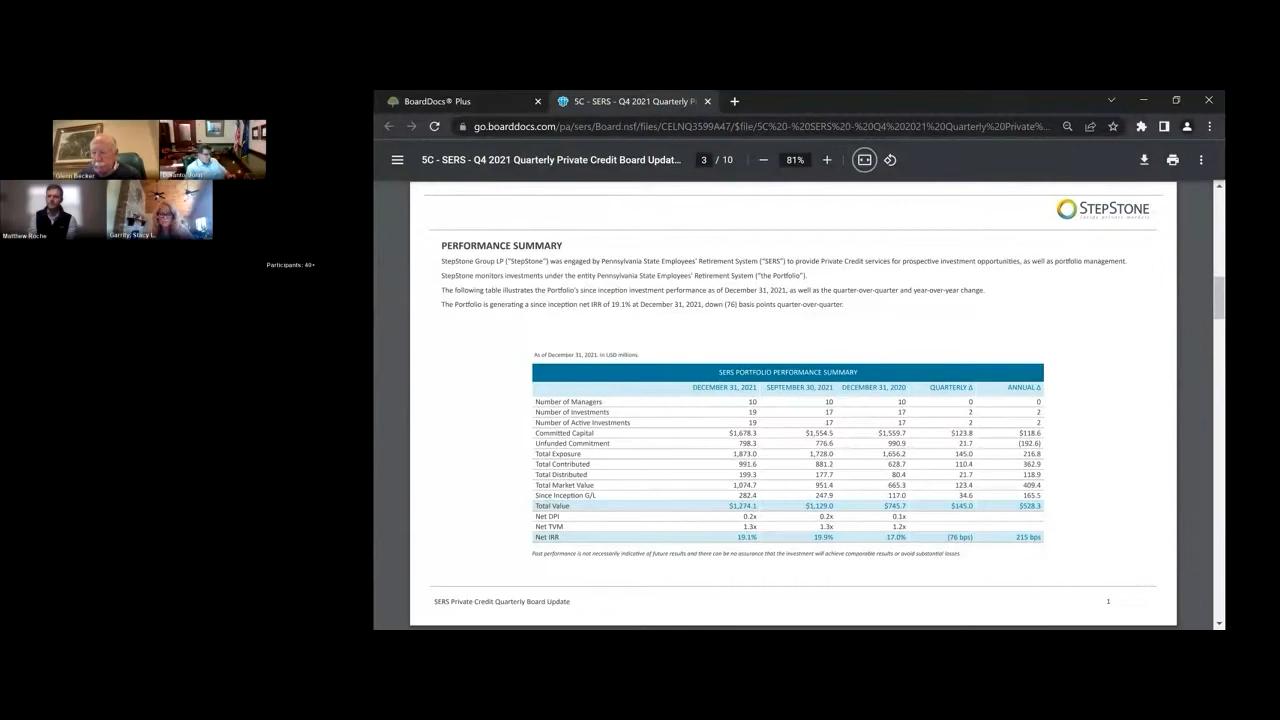 BoardDocs® Plus
5C - SERS - Q4 2021 Quarterly P
go.boarddocs.com/pa/sers/Board.nsf/files/CELNQ3599A47/$file/5C%20-%20SERS%20-%20Q4%202021%20Quarterly%20Private%...
5C - SERS - Q4 2021 Quarterly Private Credit Board Updat...
3 / 10
81%
Glenn Becker
Matthew Roche
Garrity, Stacy L.
Participants: 40+
STEPSTONE
PERFORMANCE SUMMARY
StepStone Group LP ("StepStone") was engaged by Pennsylvania State Employees' Retirement System ("SERS") to provide Private Credit services for prospective investment opportunities, as well as portfolio management.
StepStone monitors investments under the entity Pennsylvania State Employees' Retirement System ("the Portfolio").
The following table illustrates the Portfolio's since inception investment performance as of December 31, 2021, as well as the quarter-over-quarter and year-over-year change.
The Portfolio is generating a since inception net IRR of 19.1% at December 31, 2021, down (76) basis points quarter-over-quarter.
As of December 31, 2021. In USD millions.
SERS PORTFOLIO PERFORMANCE SUMMARY
DECEMBER 31, 2021 SEPTEMBER 30, 2021 DECEMBER 31, 2020 QUARTERLY Δ ANNUAL Δ
Number of Managers 10 10 10 0 0
Number of Investments 19 17 17 2 2
Number of Active Investments 19 17 17 2 2
Committed Capital $1,678.3 $1,554.5 $1,559.7 $123.8 $118.6
Unfunded Commitment 798.3 776.6 990.9 21.7 (192.6)
Total Exposure 1,873.0 1,728.0 1,656.2 145.0 216.8
Total Contributed 991.6 881.2 628.7 110.4 362.9
Total Distributed 199.3 177.7 80.4 21.7 118.9
Total Market Value 1,074.7 951.4 665.3 123.4 409.4
Since Inception G/L 282.4 247.9 117.0 34.6 165.5
Total Value $1,274.1 $1,129.0 $745.7 $145.0 $528.3
Net DPI 0.2x 0.2x 0.1x
Net TVM 1.3x 1.3x 1.2x
Net IRR 19.1% 19.9% 17.0% (76 bps) 215 bps
Past performance is not necessarily indicative of future results and there can be no assurance that the investment will achieve comparable results or avoid substantial losses.
SERS Private Credit Quarterly Board Update
1